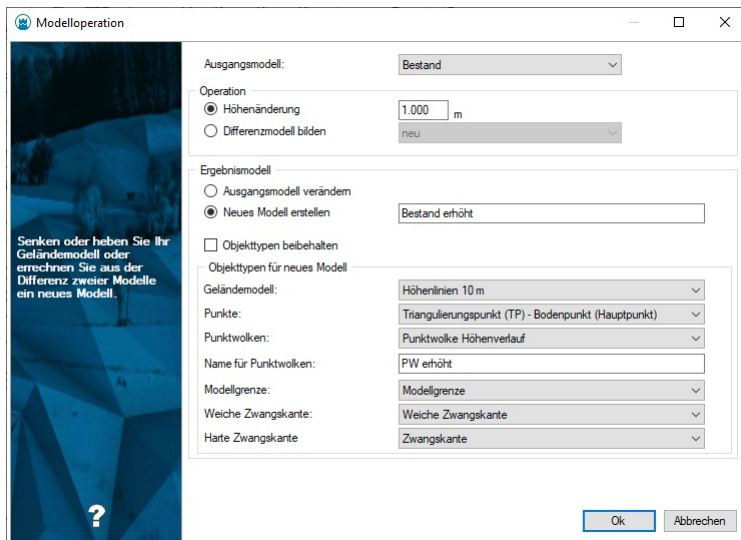 Modelloperation
Ausgangsmodell: Bestand
Operation
Höhenänderung 1.000 m
Differenzmodell bilden neu
Ergebnismodell
Ausgangsmodell verändern
Neues Modell erstellen Bestand erhöht
Objekttypen beibehalten
Objekttypen für neues Modell
Geländemodell: Höhenlinien 10 m
Punkte: Triangulierungspunkt (TP) - Bodenpunkt (Hauptpunkt)
Punktwolken: Punktwolke Höhenverlauf
Name für Punktwolken: PW erhöht
Modellgrenze: Modellgrenze
Weiche Zwangskante: Weiche Zwangskante
Harte Zwangskante Zwangskante
Senken oder heben Sie Ihr
Geländemodell oder
errechnen Sie aus der
Differenz zweier Modelle
ein neues Modell.
?
Ok Abbrechen